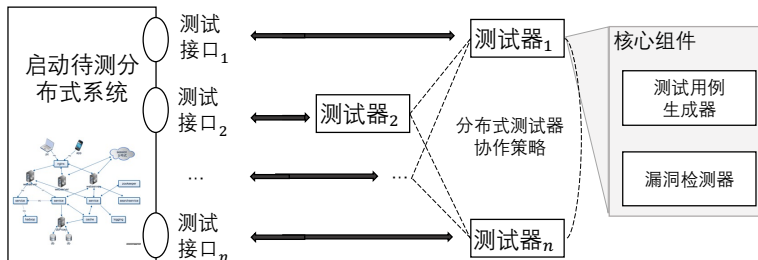 启动待测分
布式系统
测试
接口1
测试
接口2
...
测试
接口n
测试器1
测试器2
...
测试器n
分布式测试器
协作策略
核心组件
测试用例
生成器
漏洞检测器